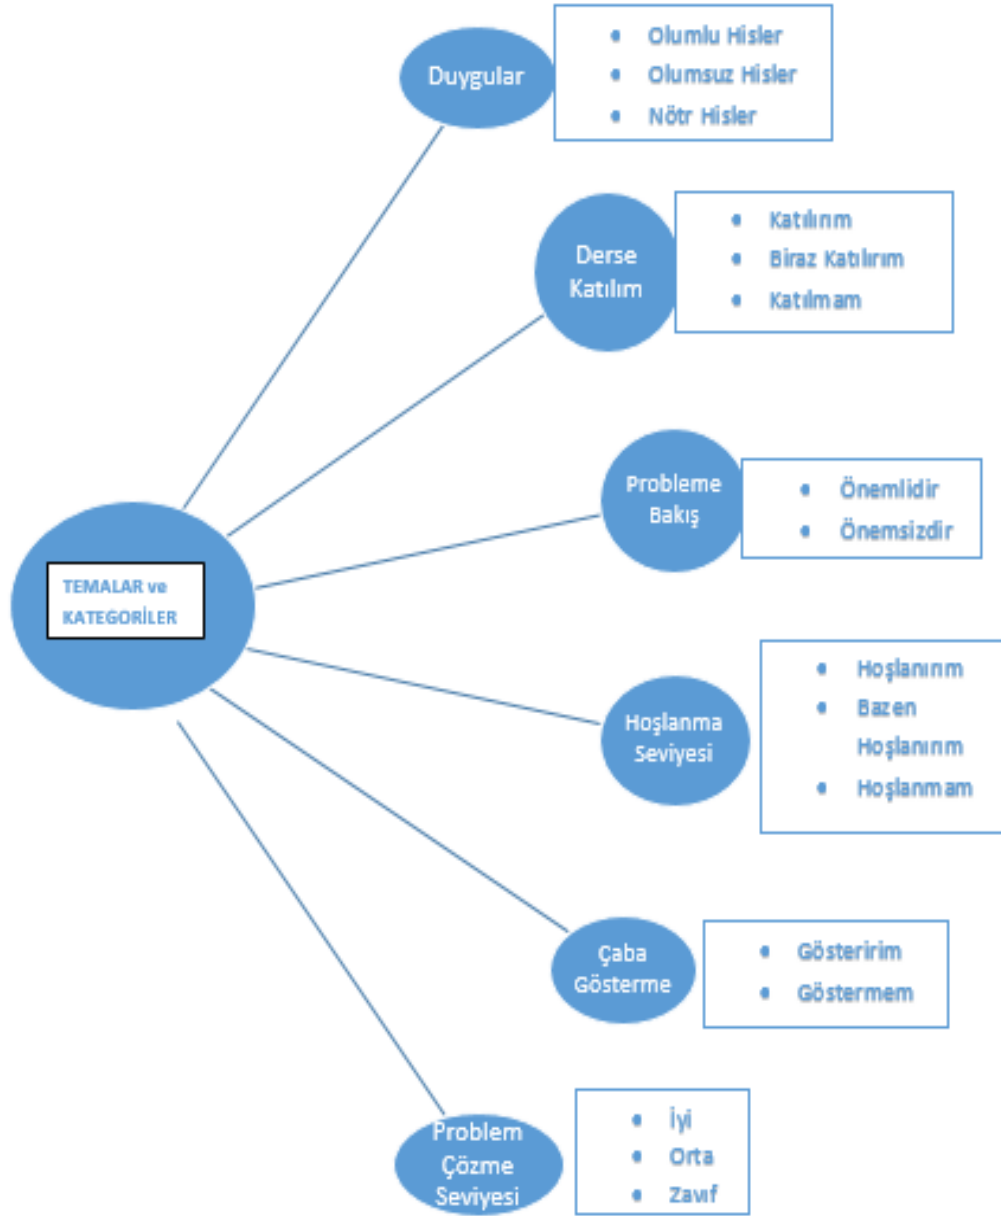 Duygular
Olumlu Hisler
Olumsuz Hisler
Nötr Hisler
Derse
Katılım
Katılırım
Biraz Katılırım
Katılmam
Probleme
Bakış
Önemlidir
Önemsizdir
TEMALAR ve
KATEGORİLER
Hoşlanma
Seviyesi
Hoşlanırım
Bazen
Hoşlanırım
Hoşlanmam
Çaba
Gösterme
Gösteririm
Göstermem
Problem
Çözme
Seviyesi
İyi
Orta
Zayıf